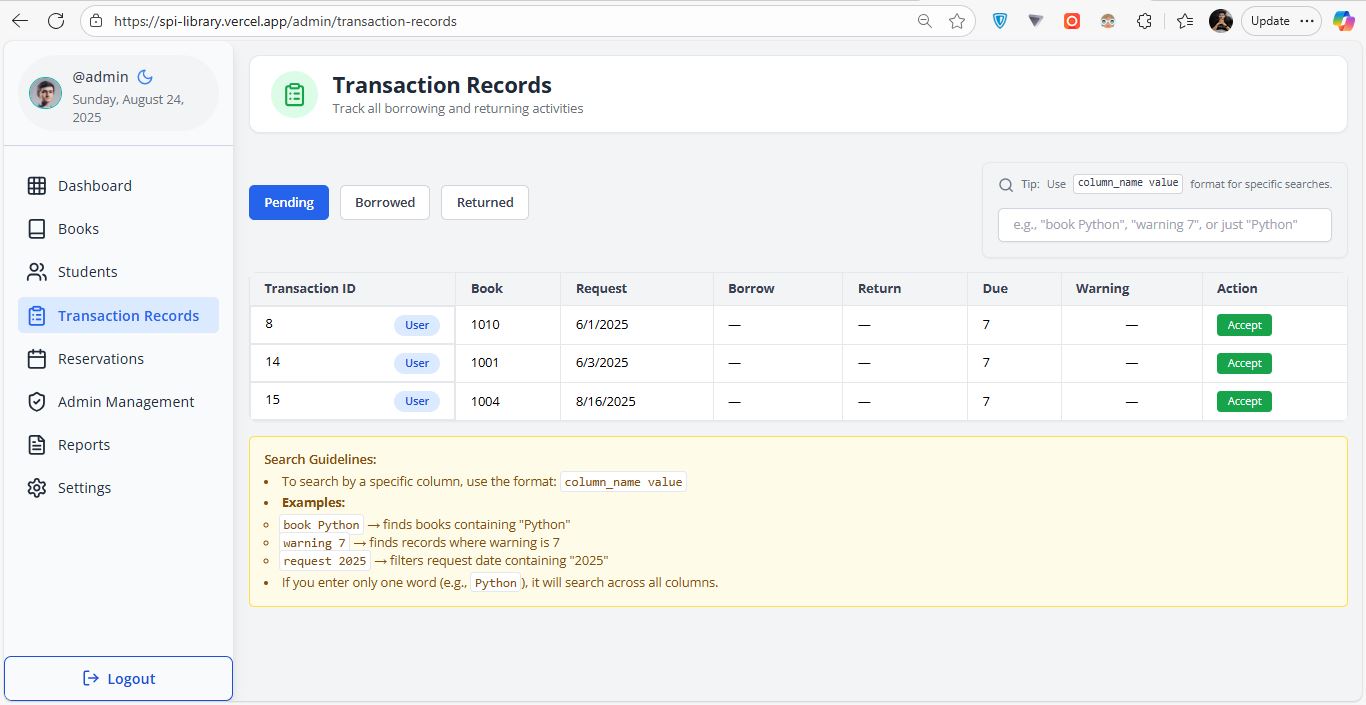 https://spi-library.vercel.app/admin/transaction-records
Update
@admin
Sunday, August 24,
2025
Dashboard
Books
Students
Transaction Records
Reservations
Admin Management
Reports
Settings
Logout
Transaction Records
Track all borrowing and returning activities
Pending Borrowed Returned
Tip: Use column_name value format for specific searches.
e.g., "book Python", "warning 7", or just "Python"
Transaction ID Book Request Borrow Return Due Warning Action
8 User 1010 6/1/2025 — — 7 — Accept
14 User 1001 6/3/2025 — — 7 — Accept
15 User 1004 8/16/2025 — — 7 — Accept
Search Guidelines:
• To search by a specific column, use the format: column_name value
• Examples:
◦ book Python → finds books containing "Python"
◦ warning 7 → finds records where warning is 7
◦ request 2025 → filters request date containing "2025"
• If you enter only one word (e.g., Python), it will search across all columns.